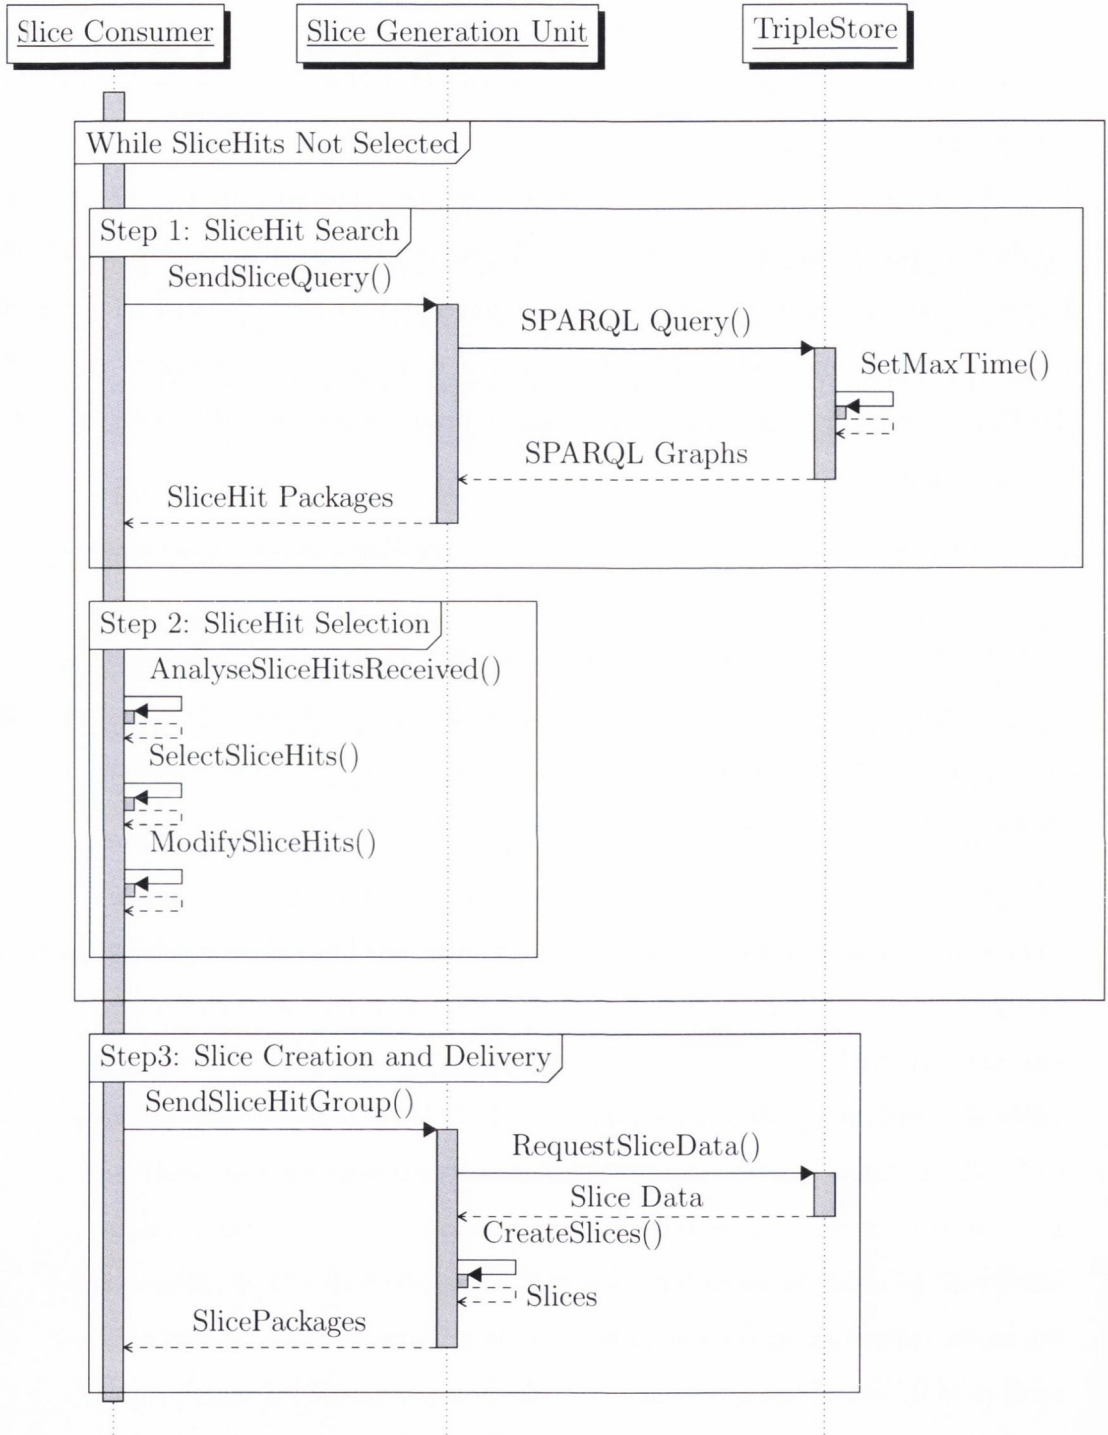 Slice Consumer
Slice Generation Unit
TripleStore
While SliceHits Not Selected
Step 1: SliceHit Search
SendSliceQuery()
SPARQL Query()
SetMaxTime()
SPARQL Graphs
SliceHit Packages
Step 2: SliceHit Selection
AnalyseSliceHitsReceived()
SelectSliceHits()
ModifySliceHits()
Step3: Slice Creation and Delivery
SendSliceHitGroup()
RequestSliceData()
Slice Data
CreateSlices()
Slices
SlicePackages